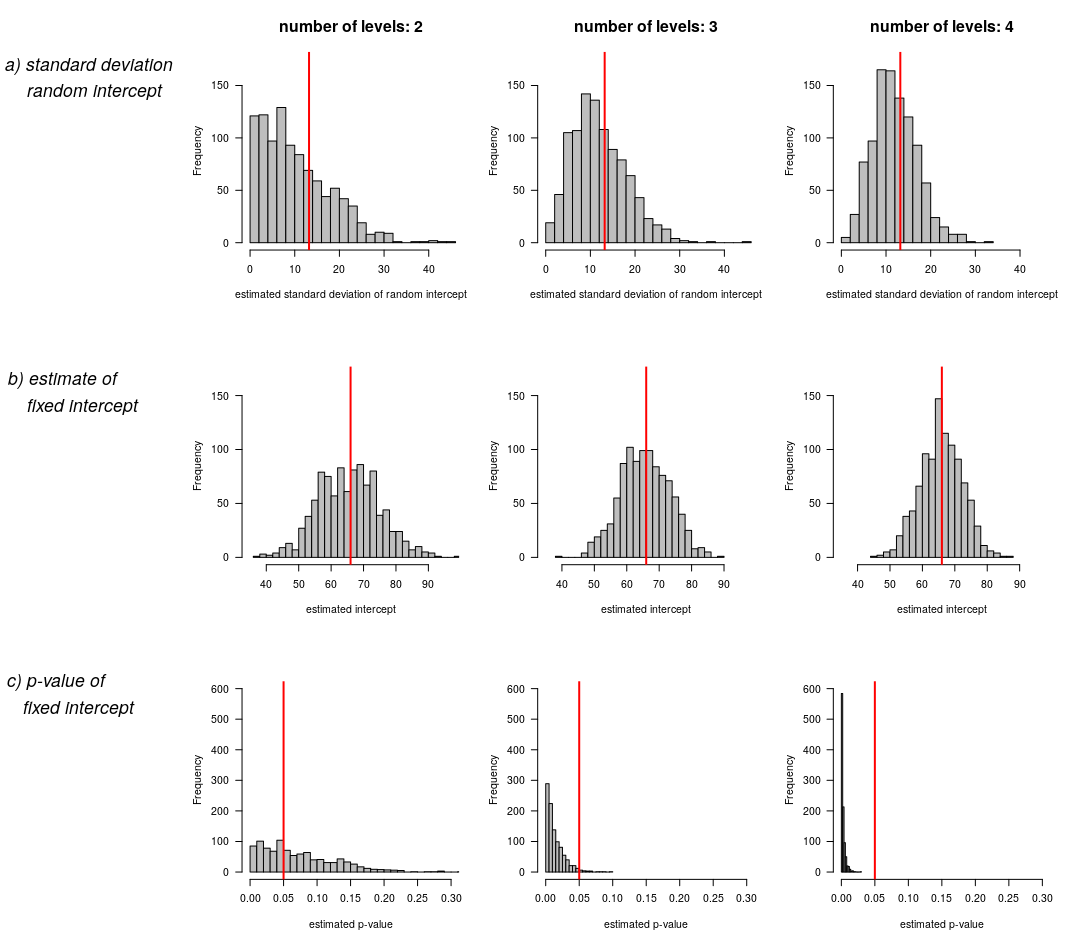 number of levels: 2
number of levels: 3
number of levels: 4
a) standard deviation
random intercept
Frequency
0
50
100
150
0 10 20 30 40
estimated standard deviation of random intercept
Frequency
0
50
100
150
0 10 20 30 40
estimated standard deviation of random intercept
Frequency
0
50
100
150
0 10 20 30 40
estimated standard deviation of random intercept
b) estimate of
fixed intercept
Frequency
0
50
100
150
40 50 60 70 80 90
estimated intercept
Frequency
0
50
100
150
40 50 60 70 80 90
estimated intercept
Frequency
0
50
100
150
40 50 60 70 80 90
estimated intercept
c) p-value of
fixed intercept
Frequency
0
100
200
300
400
500
600
0.00 0.05 0.10 0.15 0.20 0.25 0.30
estimated p-value
Frequency
0
100
200
300
400
500
600
0.00 0.05 0.10 0.15 0.20 0.25 0.30
estimated p-value
Frequency
0
100
200
300
400
500
600
0.00 0.05 0.10 0.15 0.20 0.25 0.30
estimated p-value